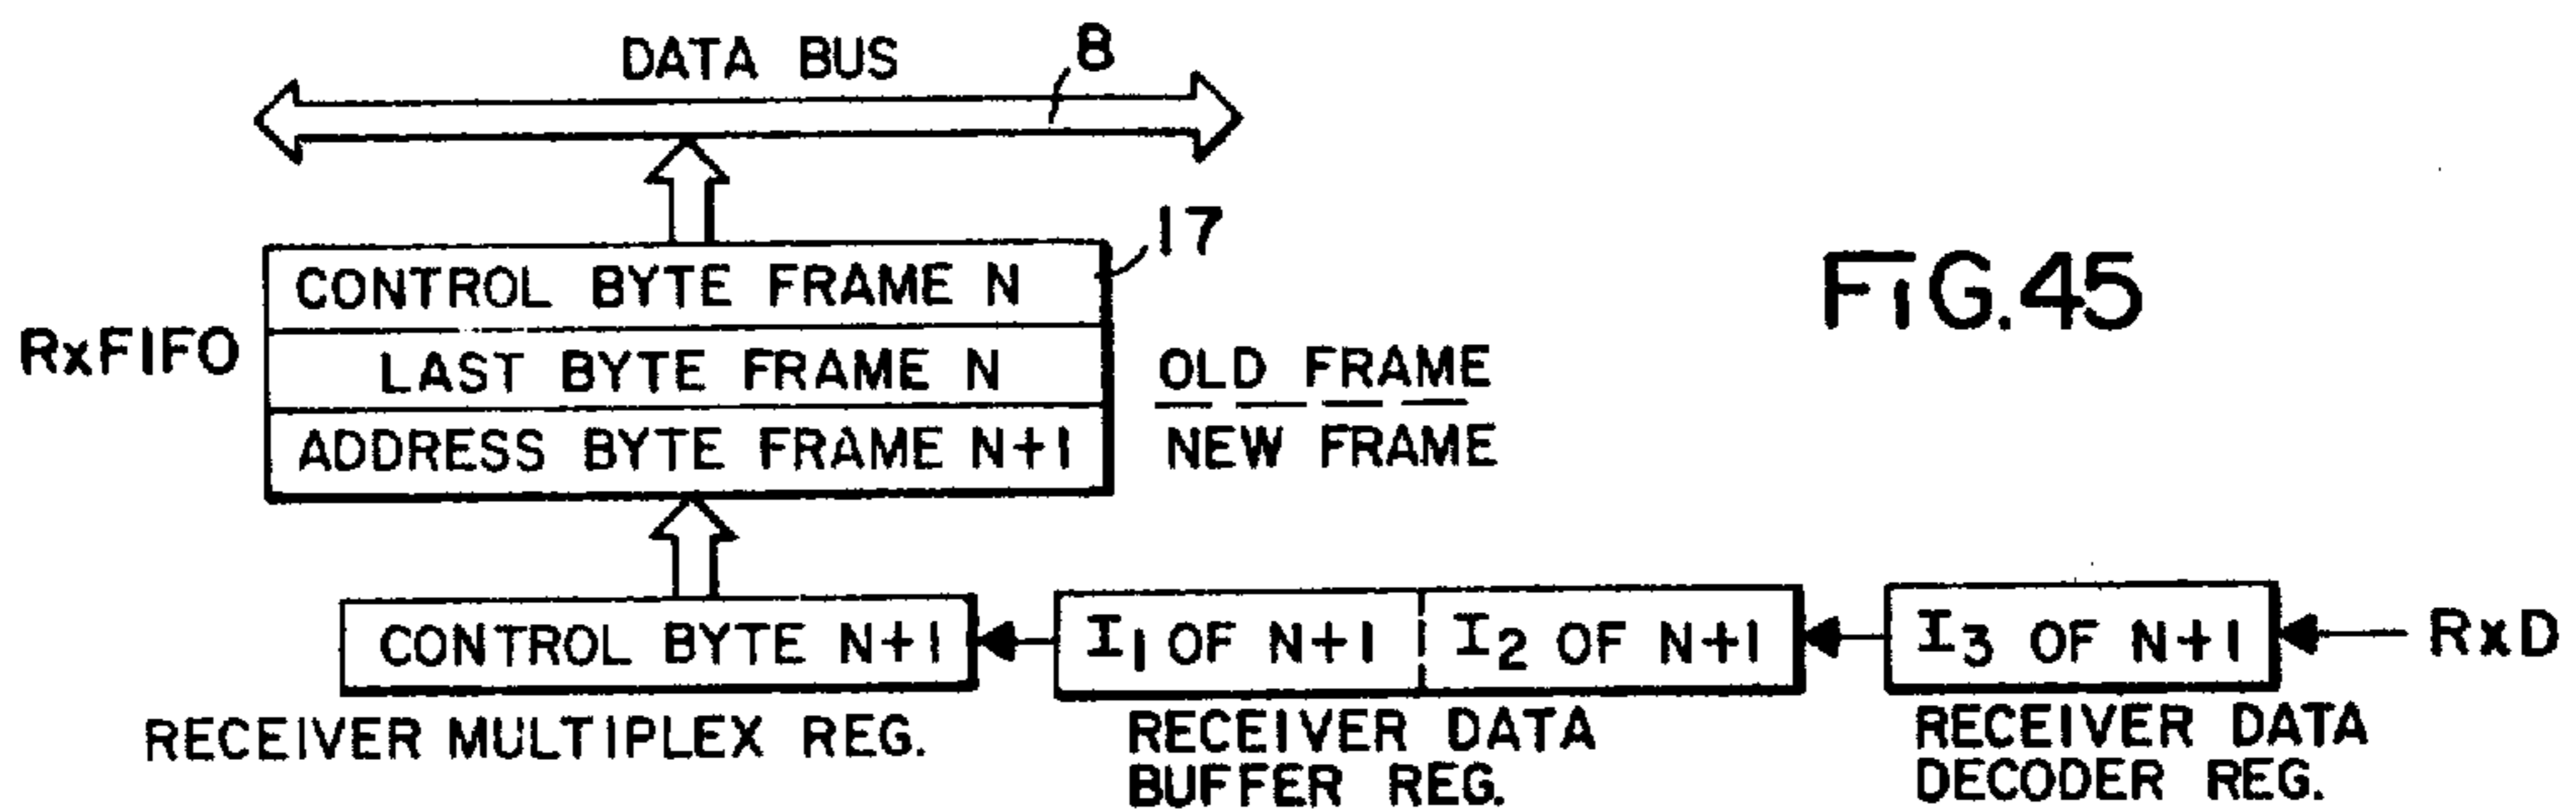 DATA BUS
8
17
RxFIFO
CONTROL BYTE FRAME N
LAST BYTE FRAME N
ADDRESS BYTE FRAME N+1
OLD FRAME
NEW FRAME
FIG.45
CONTROL BYTE N+1
I1 OF N+1
I2 OF N+1
I3 OF N+1
RxD
RECEIVER MULTIPLEX REG.
RECEIVER DATA
BUFFER REG.
RECEIVER DATA
DECODER REG.